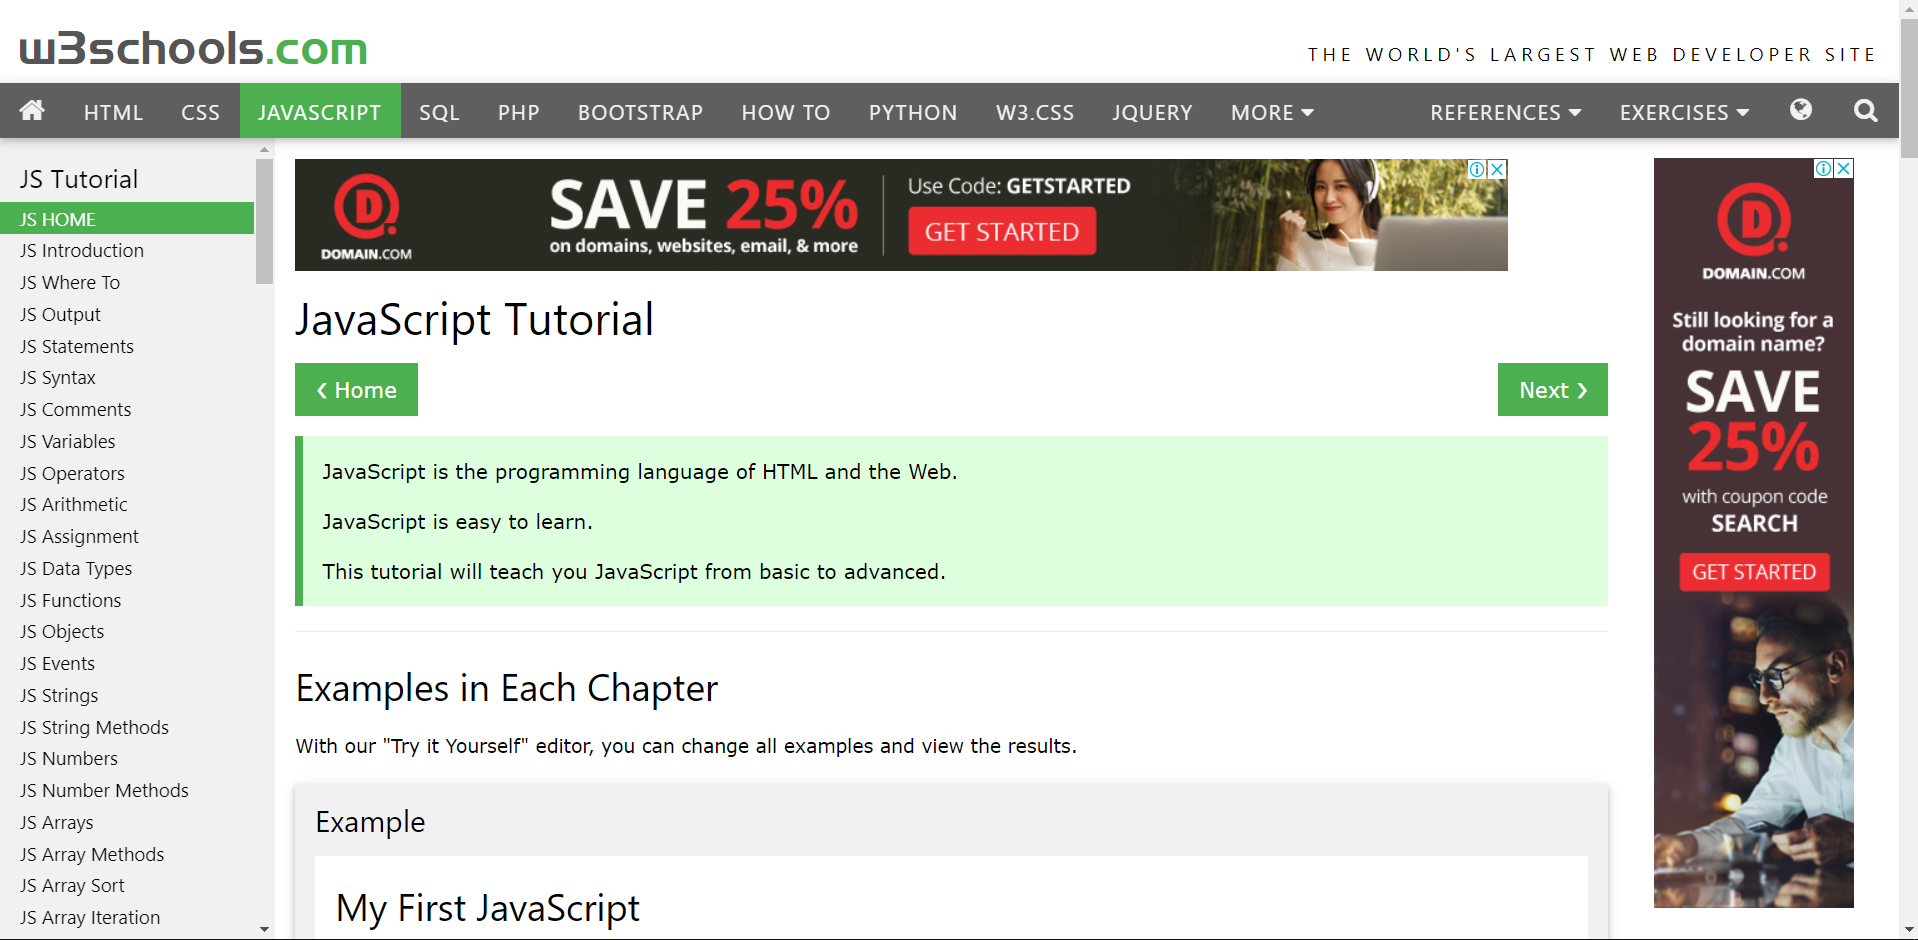 w3schools.com
THE WORLD'S LARGEST WEB DEVELOPER SITE
HTML CSS JAVASCRIPT SQL PHP BOOTSTRAP HOW TO PYTHON W3.CSS JQUERY MORE REFERENCES EXERCISES
JS Tutorial
JS HOME
JS Introduction
JS Where To
JS Output
JS Statements
JS Syntax
JS Comments
JS Variables
JS Operators
JS Arithmetic
JS Assignment
JS Data Types
JS Functions
JS Objects
JS Events
JS Strings
JS String Methods
JS Numbers
JS Number Methods
JS Arrays
JS Array Methods
JS Array Sort
JS Array Iteration
D
DOMAIN.COM
SAVE 25%
on domains, websites, email, & more
Use Code: GETSTARTED
GET STARTED
JavaScript Tutorial
❮ Home
Next ❯
JavaScript is the programming language of HTML and the Web.
JavaScript is easy to learn.
This tutorial will teach you JavaScript from basic to advanced.
Examples in Each Chapter
With our "Try it Yourself" editor, you can change all examples and view the results.
Example
My First JavaScript
D
DOMAIN.COM
Still looking for a
domain name?
SAVE
25%
with coupon code
SEARCH
GET STARTED